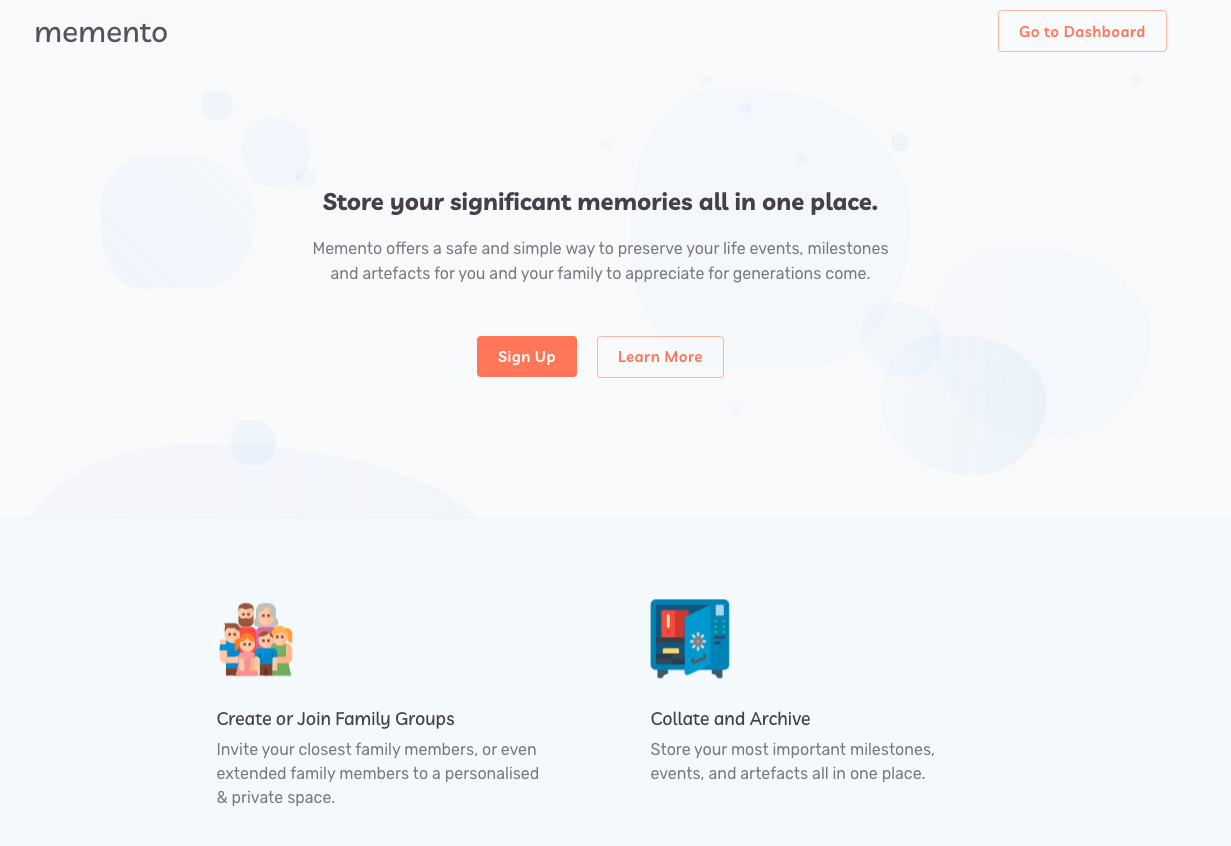 memento
Go to Dashboard
Store your significant memories all in one place.
Memento offers a safe and simple way to preserve your life events, milestones
and artefacts for you and your family to appreciate for generations come.
Sign Up
Learn More
Create or Join Family Groups
Invite your closest family members, or even
extended family members to a personalised
& private space.
Collate and Archive
Store your most important milestones,
events, and artefacts all in one place.